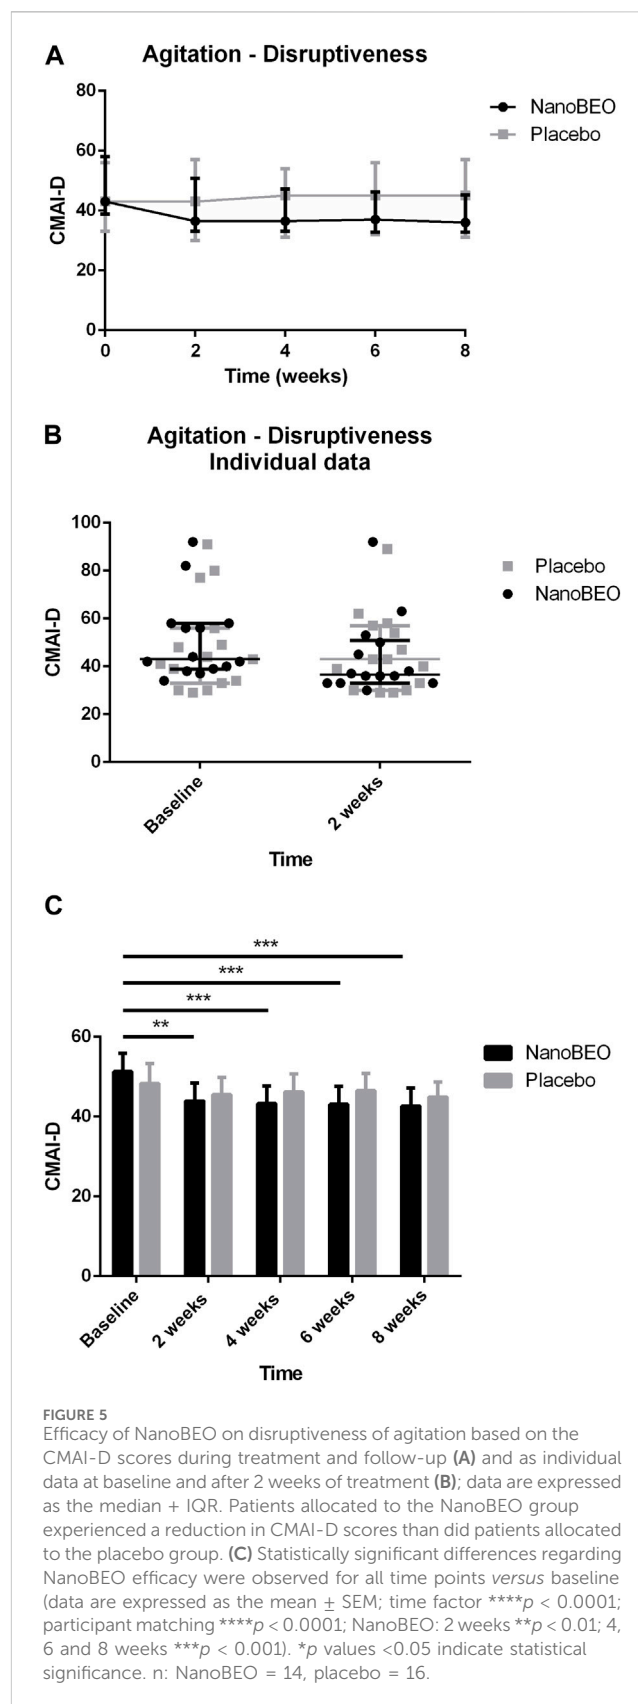 A
Agitation - Disruptiveness
80
60
40
20
0
CMAI-D
0 2 4 6 8
Time (weeks)
NanoBEO
Placebo
B
Agitation - Disruptiveness
Individual data
100
80
60
40
20
0
CMAI-D
Baseline
2 weeks
Time
Placebo
NanoBEO
C
***
***
***
**
60
40
20
0
CMAI-D
Baseline
2 weeks
4 weeks
6 weeks
8 weeks
Time
NanoBEO
Placebo
FIGURE 5
Efficacy of NanoBEO on disruptiveness of agitation based on the
CMAI-D scores during treatment and follow-up (A) and as individual
data at baseline and after 2 weeks of treatment (B); data are expressed
as the median + IQR. Patients allocated to the NanoBEO group
experienced a reduction in CMAI-D scores than did patients allocated
to the placebo group. (C) Statistically significant differences regarding
NanoBEO efficacy were observed for all time points versus baseline
(data are expressed as the mean ± SEM; time factor ****p < 0.0001;
participant matching ****p < 0.0001; NanoBEO: 2 weeks **p < 0.01; 4,
6 and 8 weeks ***p < 0.001). *p values <0.05 indicate statistical
significance. n: NanoBEO = 14, placebo = 16.